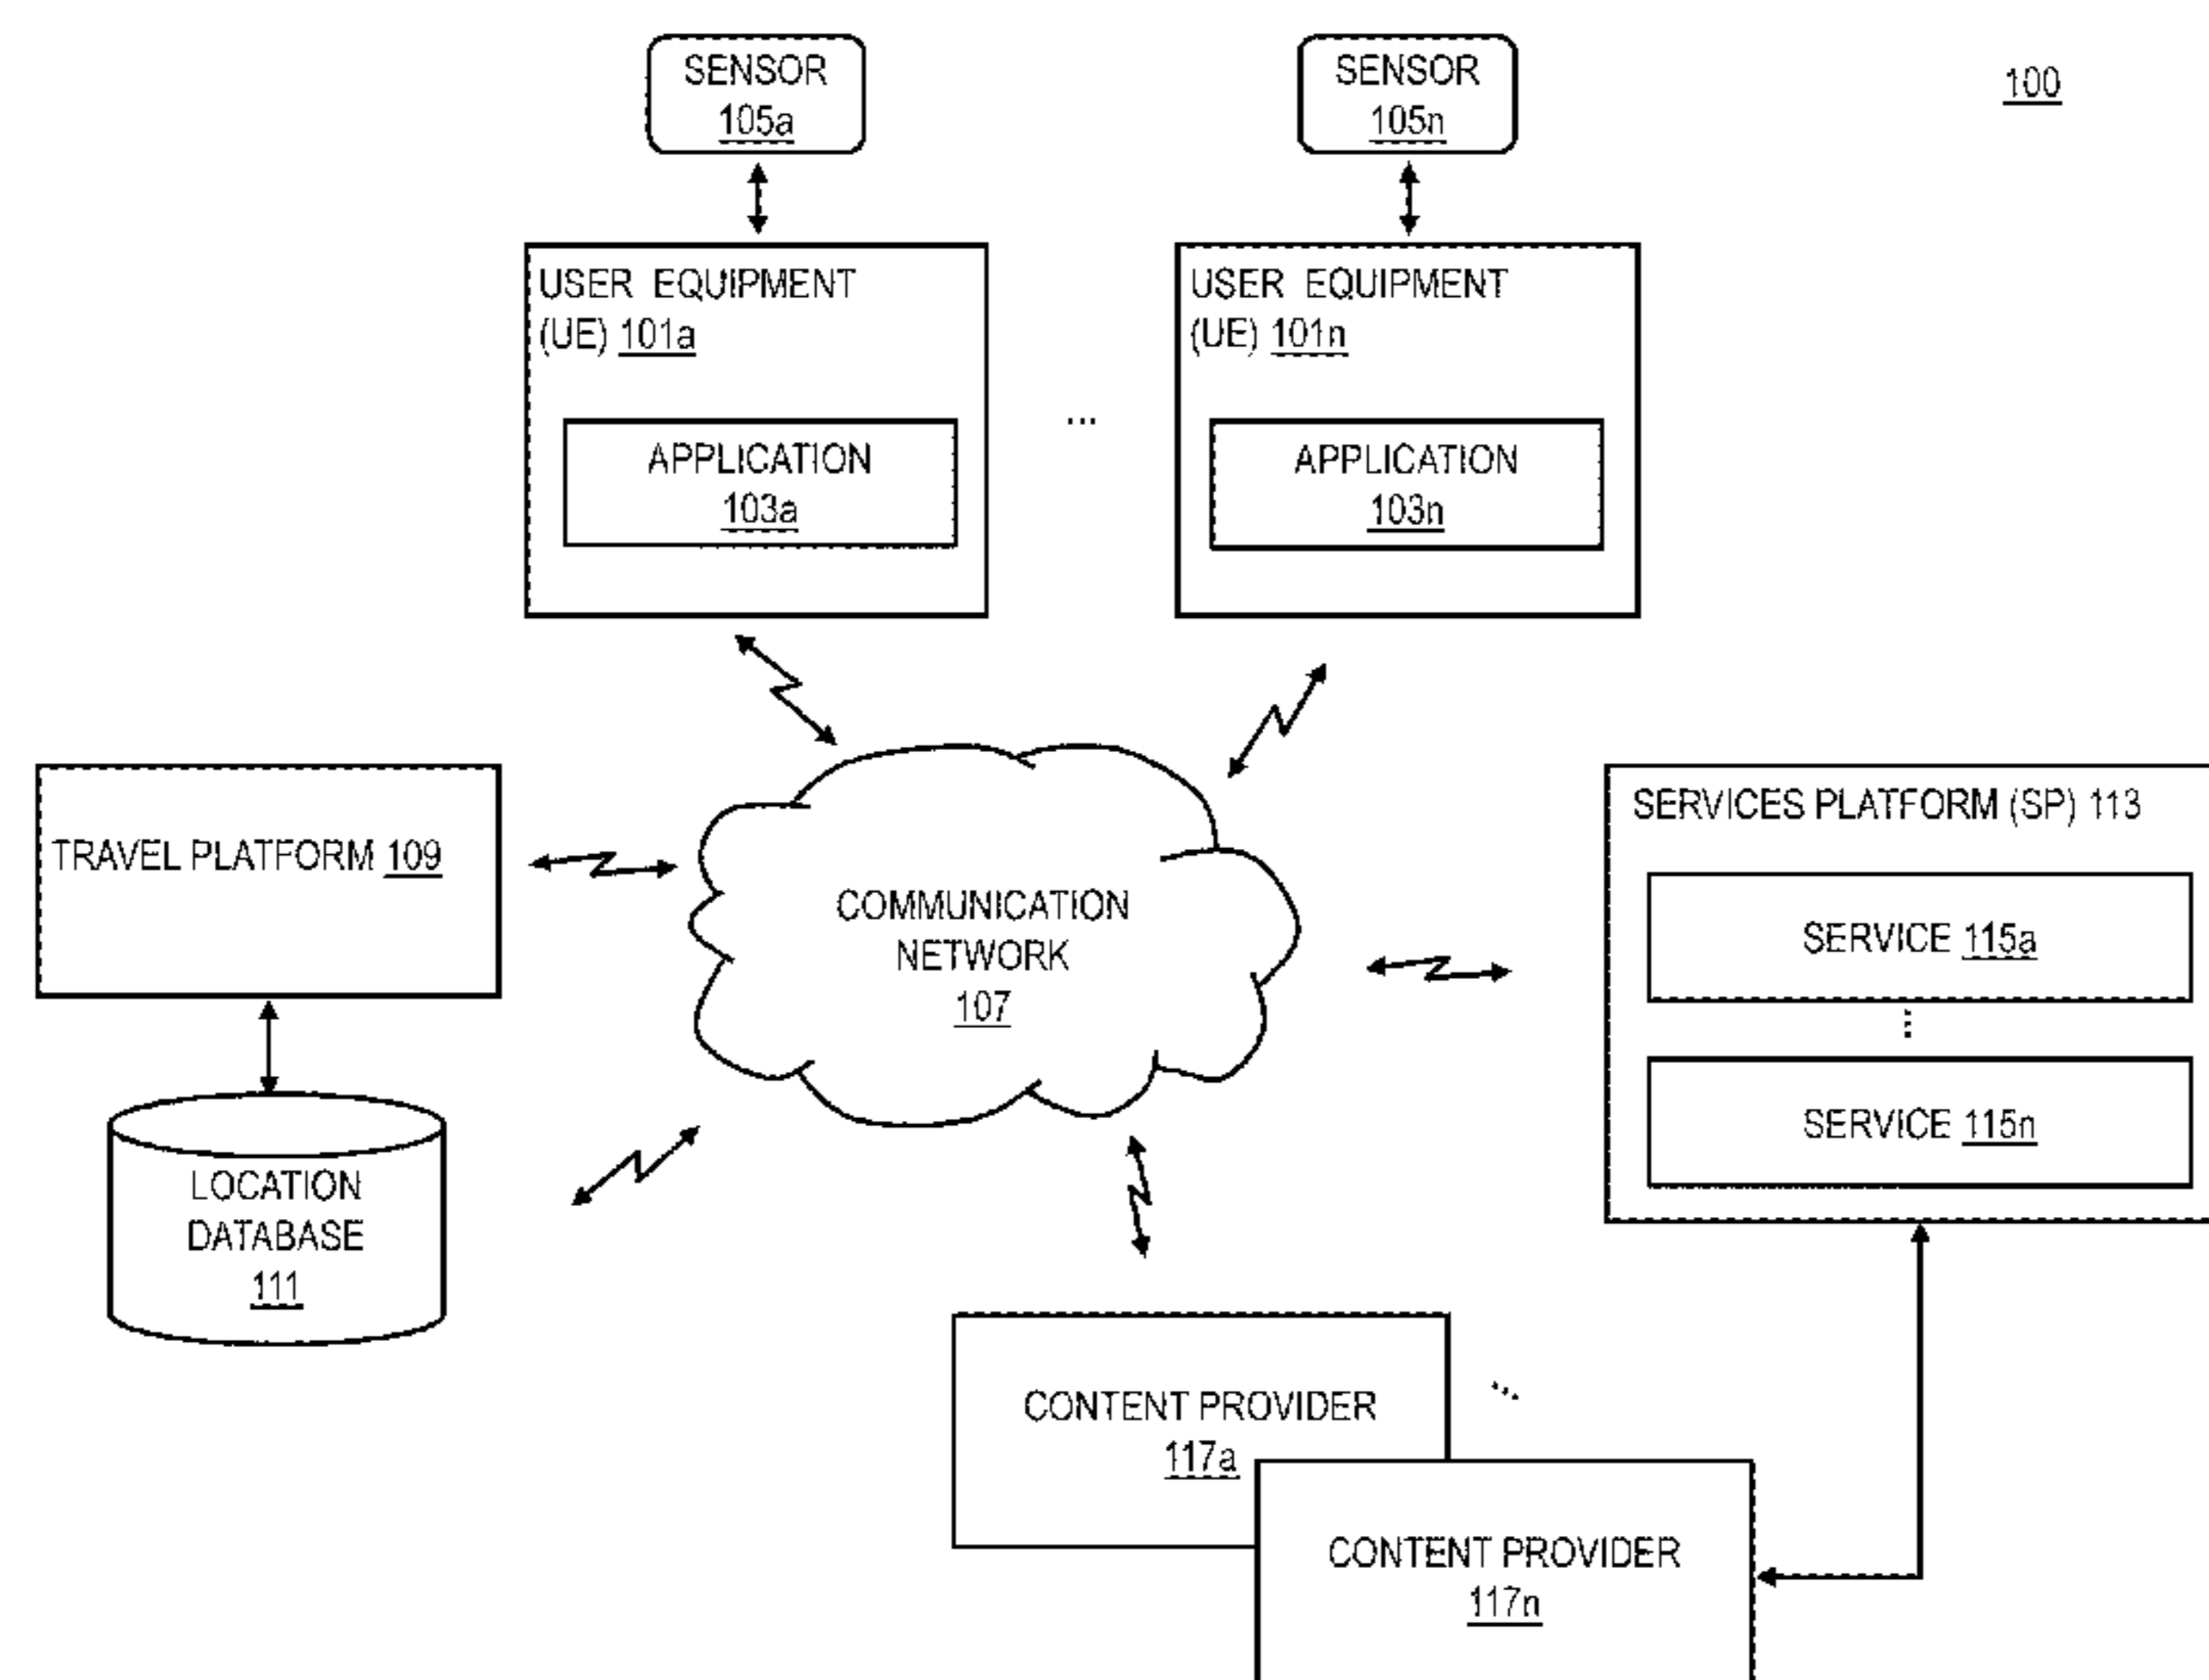 SENSOR
105a
SENSOR
105n
100
USER EQUIPMENT
(UE) 101a
USER EQUIPMENT
(UE) 101n
APPLICATION
103a
...
APPLICATION
103n
TRAVEL PLATFORM 109
COMMUNICATION
NETWORK
107
SERVICES PLATFORM (SP) 113
SERVICE 115a
...
SERVICE 115n
LOCATION
DATABASE
111
CONTENT PROVIDER
117a
...
CONTENT PROVIDER
117n